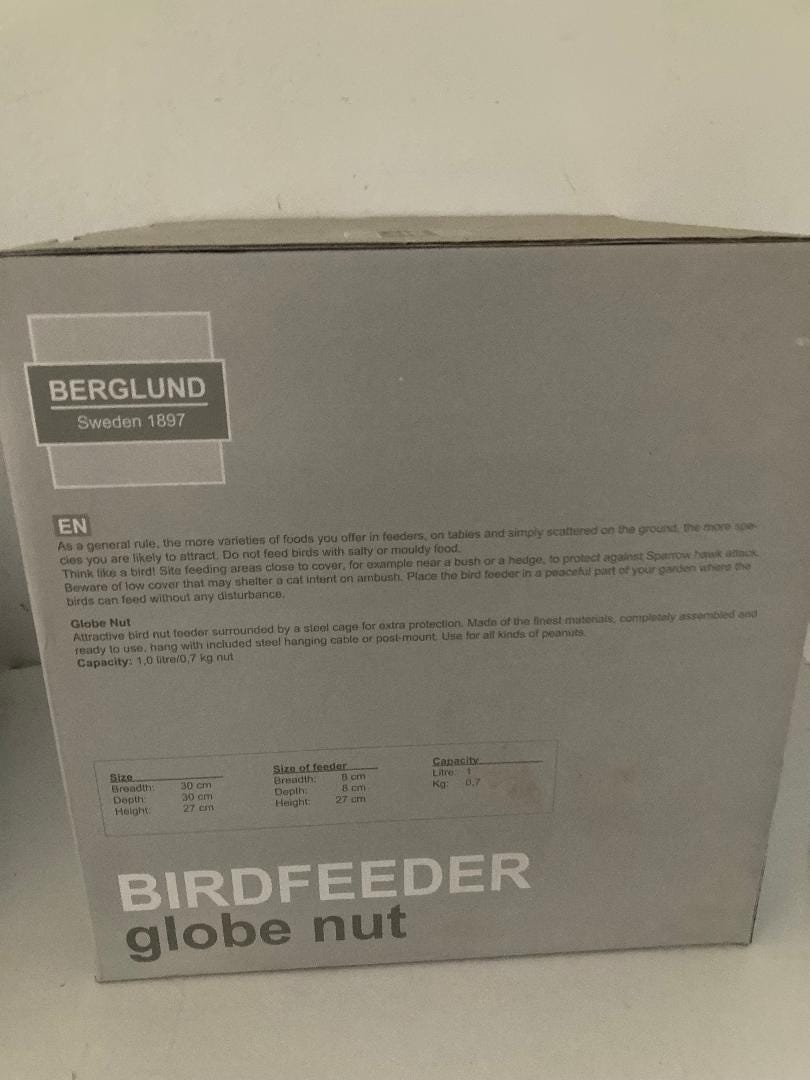 BERGLUND
Sweden 1897
EN
As a general rule, the more varieties of foods you offer in feeders, on tables and simply scattered on the ground, the more spe-
cies you are likely to attract. Do not feed birds with salty or mouldy food.
Think like a bird! Site feeding areas close to cover, for example near a bush or a hedge, to protect against Sparrow hawk attack.
Beware of low cover that may shelter a cat intent on ambush. Place the bird feeder in a peaceful part of your garden where the
birds can feed without any disturbance.
Globe Nut
Attractive bird nut feeder surrounded by a steel cage for extra protection. Made of the finest materials, completely assembled and
ready to use, hang with included steel hanging cable or post-mount. Use for all kinds of peanuts.
Capacity: 1,0 litre/0,7 kg nut
Size
Breadth: 30 cm
Depth: 30 cm
Height: 27 cm
Size of feeder
Breadth: 8 cm
Depth: 8 cm
Height: 27 cm
Capacity
Litre: 1
Kg: 0,7
BIRDFEEDER
globe nut